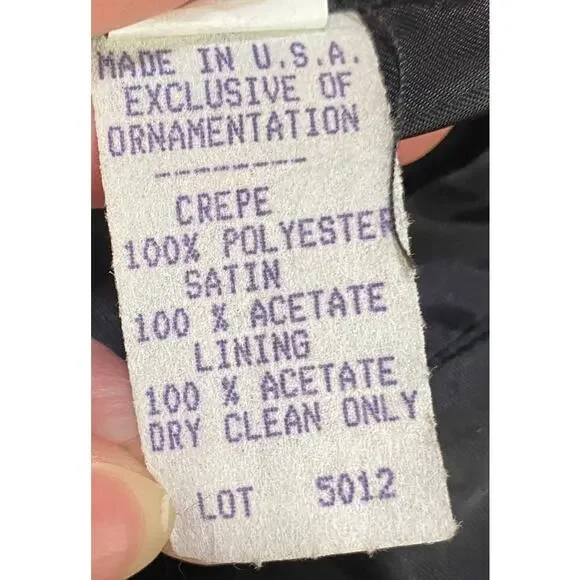 MADE IN U.S.A.
EXCLUSIVE OF
ORNAMENTATION
---------
CREPE
100% POLYESTER
SATIN
100 % ACETATE
LINING
100 % ACETATE
DRY CLEAN ONLY
LOT 5012